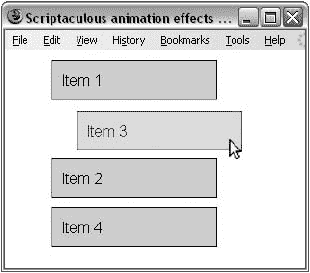 Scriptaculous animation effects ...
File Edit View History Bookmarks Tools Help
Item 1
Item 3
Item 2
Item 4